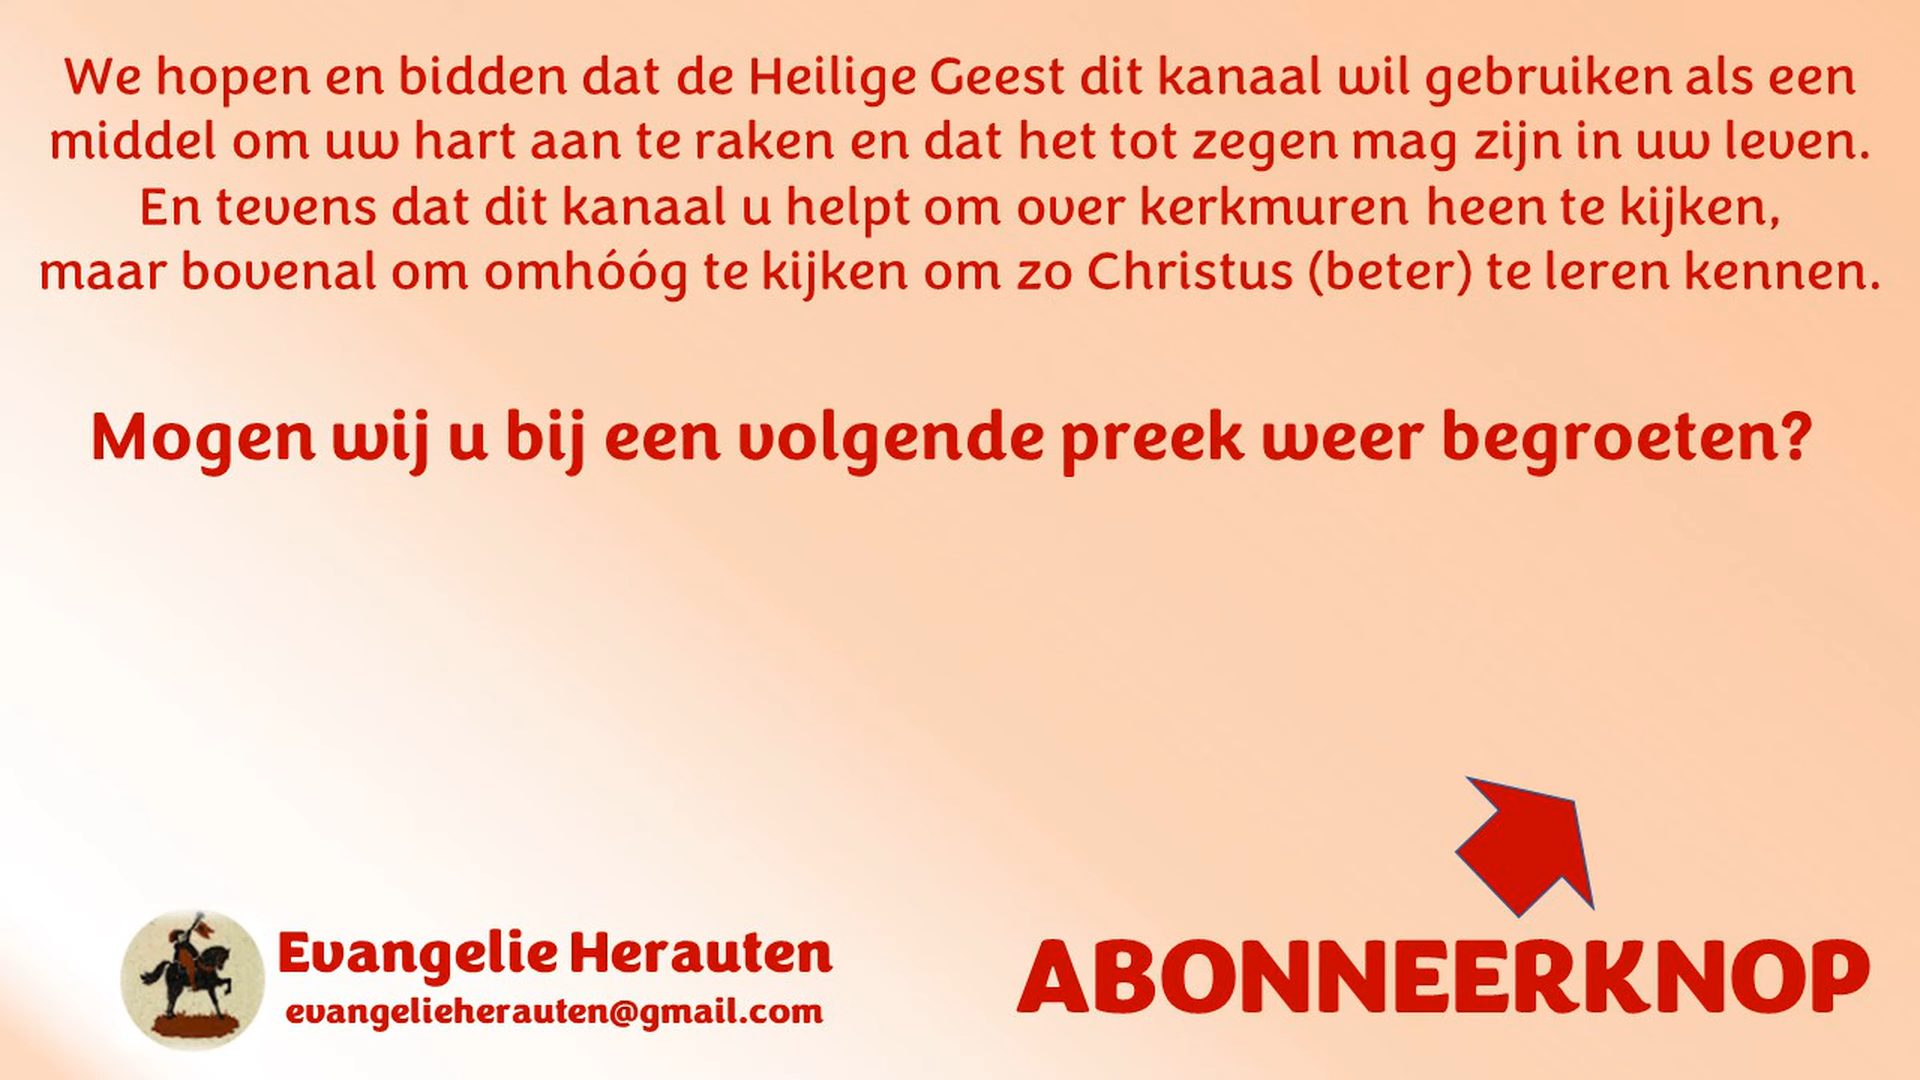 We hopen en bidden dat de Heilige Geest dit kanaal wil gebruiken als een
middel om uw hart aan te raken en dat het tot zegen mag zijn in uw leven.
En tevens dat dit kanaal u helpt om over kerkmuren heen te kijken,
maar bovenal om omhóóg te kijken om zo Christus (beter) te leren kennen.
Mogen wij u bij een volgende preek weer begroeten?
Evangelie Herauten
evangelieherauten@gmail.com
ABONNEERKNOP